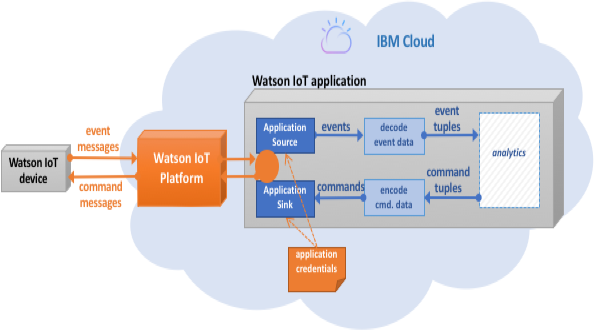 IBM Cloud
Watson IoT application
event
messages
Watson IoT
device
command
messages
Watson IoT
Platform
Application
Source
events
decode
event data
event
tuples
analytics
Application
Sink
commands
encode
cmd. data
command
tuples
application
credentials